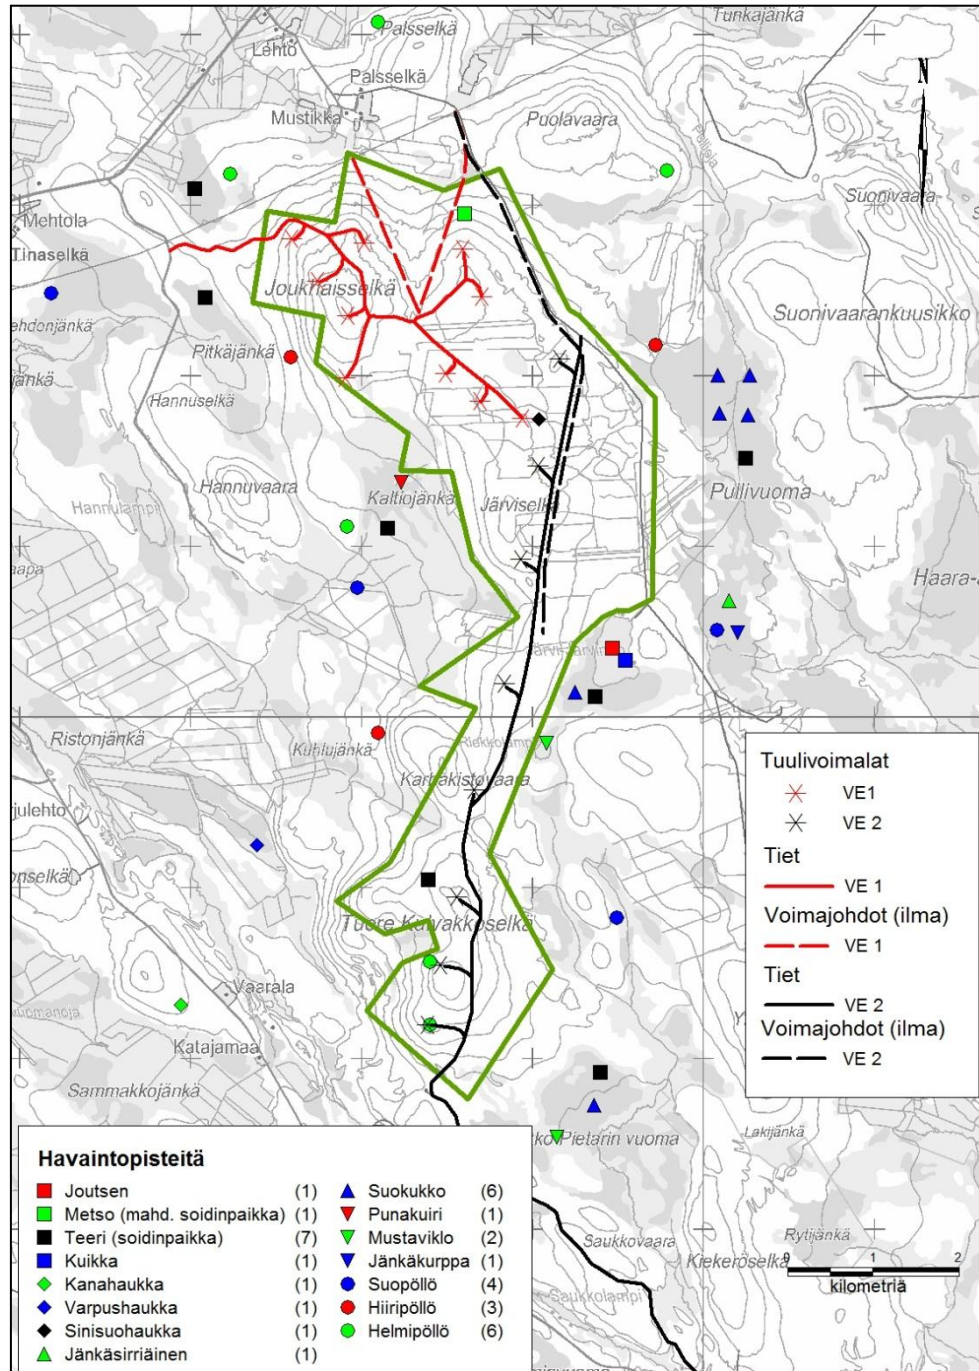 Tunkajänkä
Palsselkä
Lehto
Palsselkä
N
Mustikka
Puolavaara
Suonivaara
Mehtola
Tinaselkä
Joukhaisselkä
Suonivaarankuusikko
Pitkäjänkä
Hannuselkä
Hannuvaara
Hannulampi
Kaltiojänkä
Järviselkä
Pullivuoma
Haara-a
Ristonjänkä
Kuhlujänkä
Riekkolampi
Karhakistovaara
Tuore Kulvakkoselkä
Vaarala
Katajamaa
Sammakkojänkä
ko Pietarin vuoma
Lakijänkä
Saukkovaara
Rytijänkä
Kiekeröselkä
Saukkolampi
Tuulivoimalat
VE1
VE 2
Tiet
VE 1
Voimajohdot (ilma)
VE 1
Tiet
VE 2
Voimajohdot (ilma)
VE 2
0 1 2
kilometriä
Havaintopisteitä
Joutsen (1)
Metso (mahd. soidinpaikka) (1)
Teeri (soidinpaikka) (7)
Kuikka (1)
Kanahaukka (1)
Varpushaukka (1)
Sinisuohaukka (1)
Jänkäsirriäinen (1)
Suokukko (6)
Punakuiri (1)
Mustaviklo (2)
Jänkäkurppa (1)
Suopöllö (4)
Hiiripöllö (3)
Helmipöllö (6)